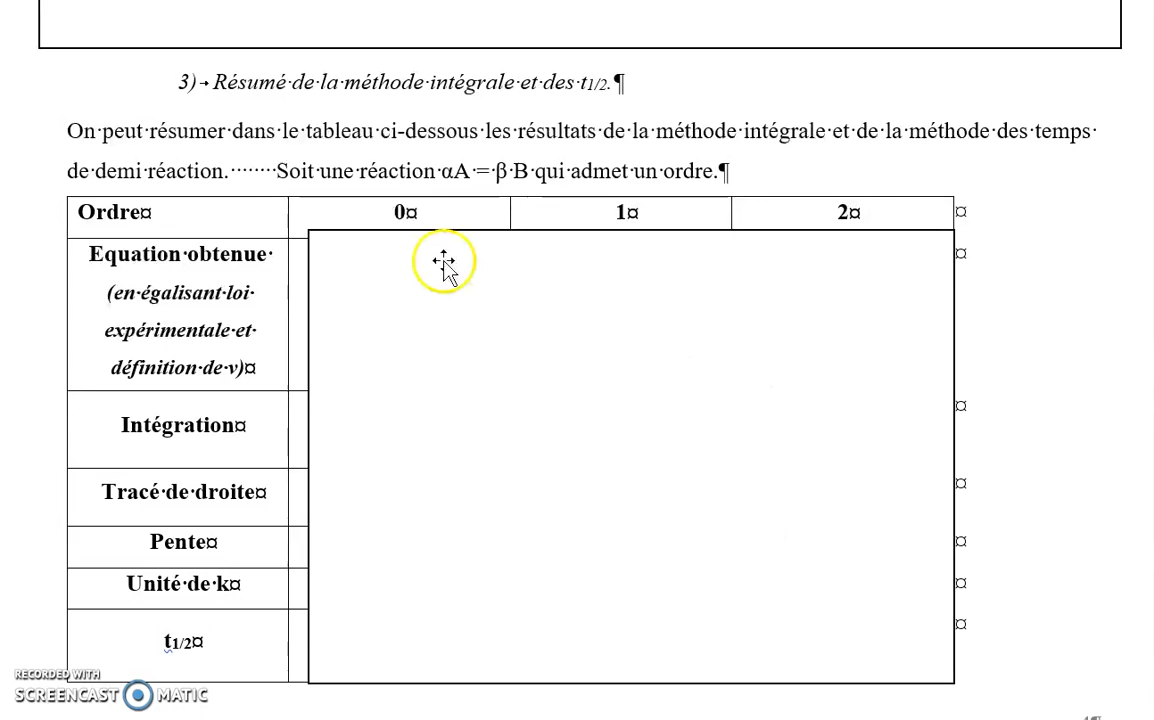 3) Résumé de la méthode intégrale et des t1/2.
On peut résumer dans le tableau ci-dessous les résultats de la méthode intégrale et de la méthode des temps
de demi réaction. Soit une réaction αA = β B qui admet un ordre.
Ordre 0 1 2
Equation obtenue
(en égalisant loi
expérimentale et
définition de v)
Intégration
Tracé de droite
Pente
Unité de k
t1/2
RECORDED WITH
SCREENCAST MATIC